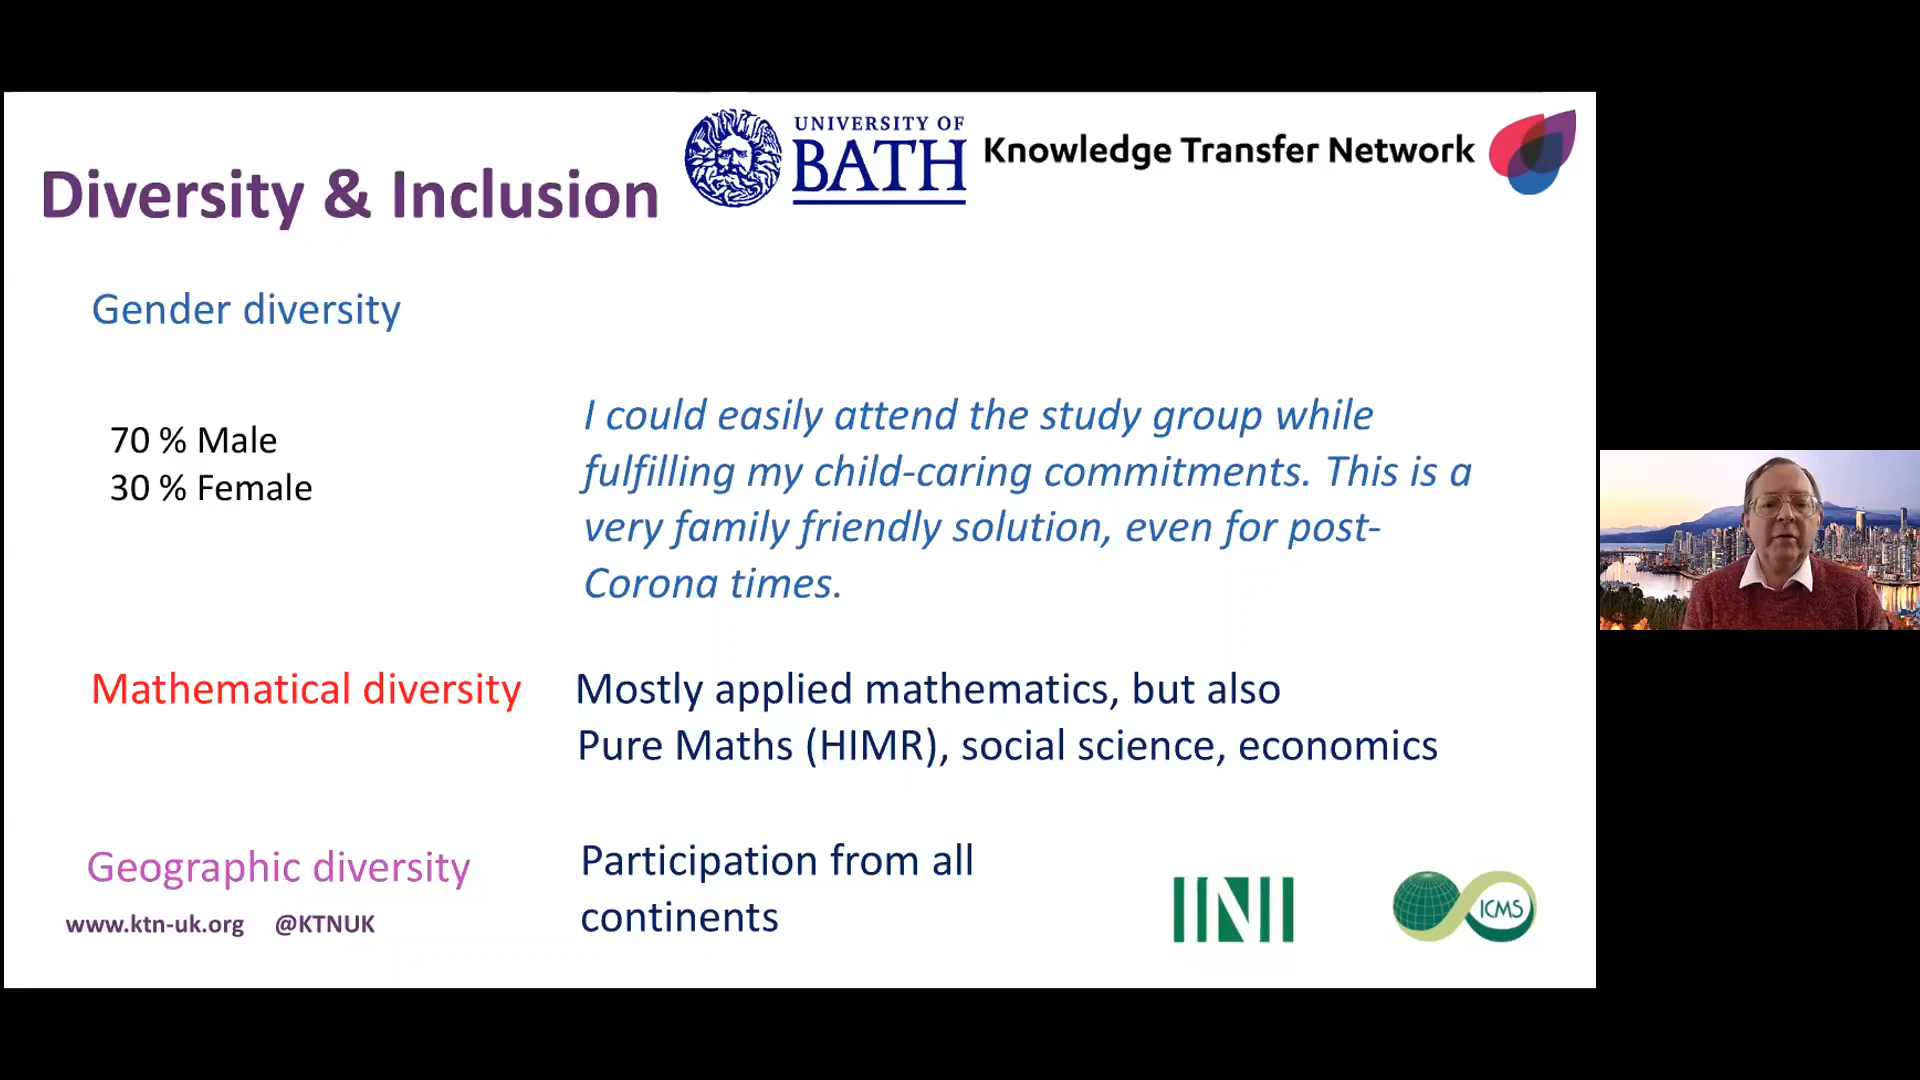 UNIVERSITY OF
BATH
Knowledge Transfer Network
Diversity & Inclusion
Gender diversity
70 % Male
30 % Female
I could easily attend the study group while
fulfilling my child-caring commitments. This is a
very family friendly solution, even for post-
Corona times.
Mathematical diversity
Mostly applied mathematics, but also
Pure Maths (HIMR), social science, economics
Geographic diversity
Participation from all
continents
www.ktn-uk.org @KTNUK
INI
ICMS